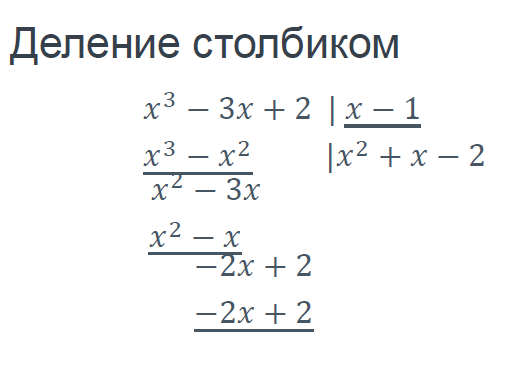 Деление столбиком
x³ − 3x + 2 | x − 1
x³ − x² |x² + x − 2
x² − 3x
x² − x
−2x + 2
−2x + 2